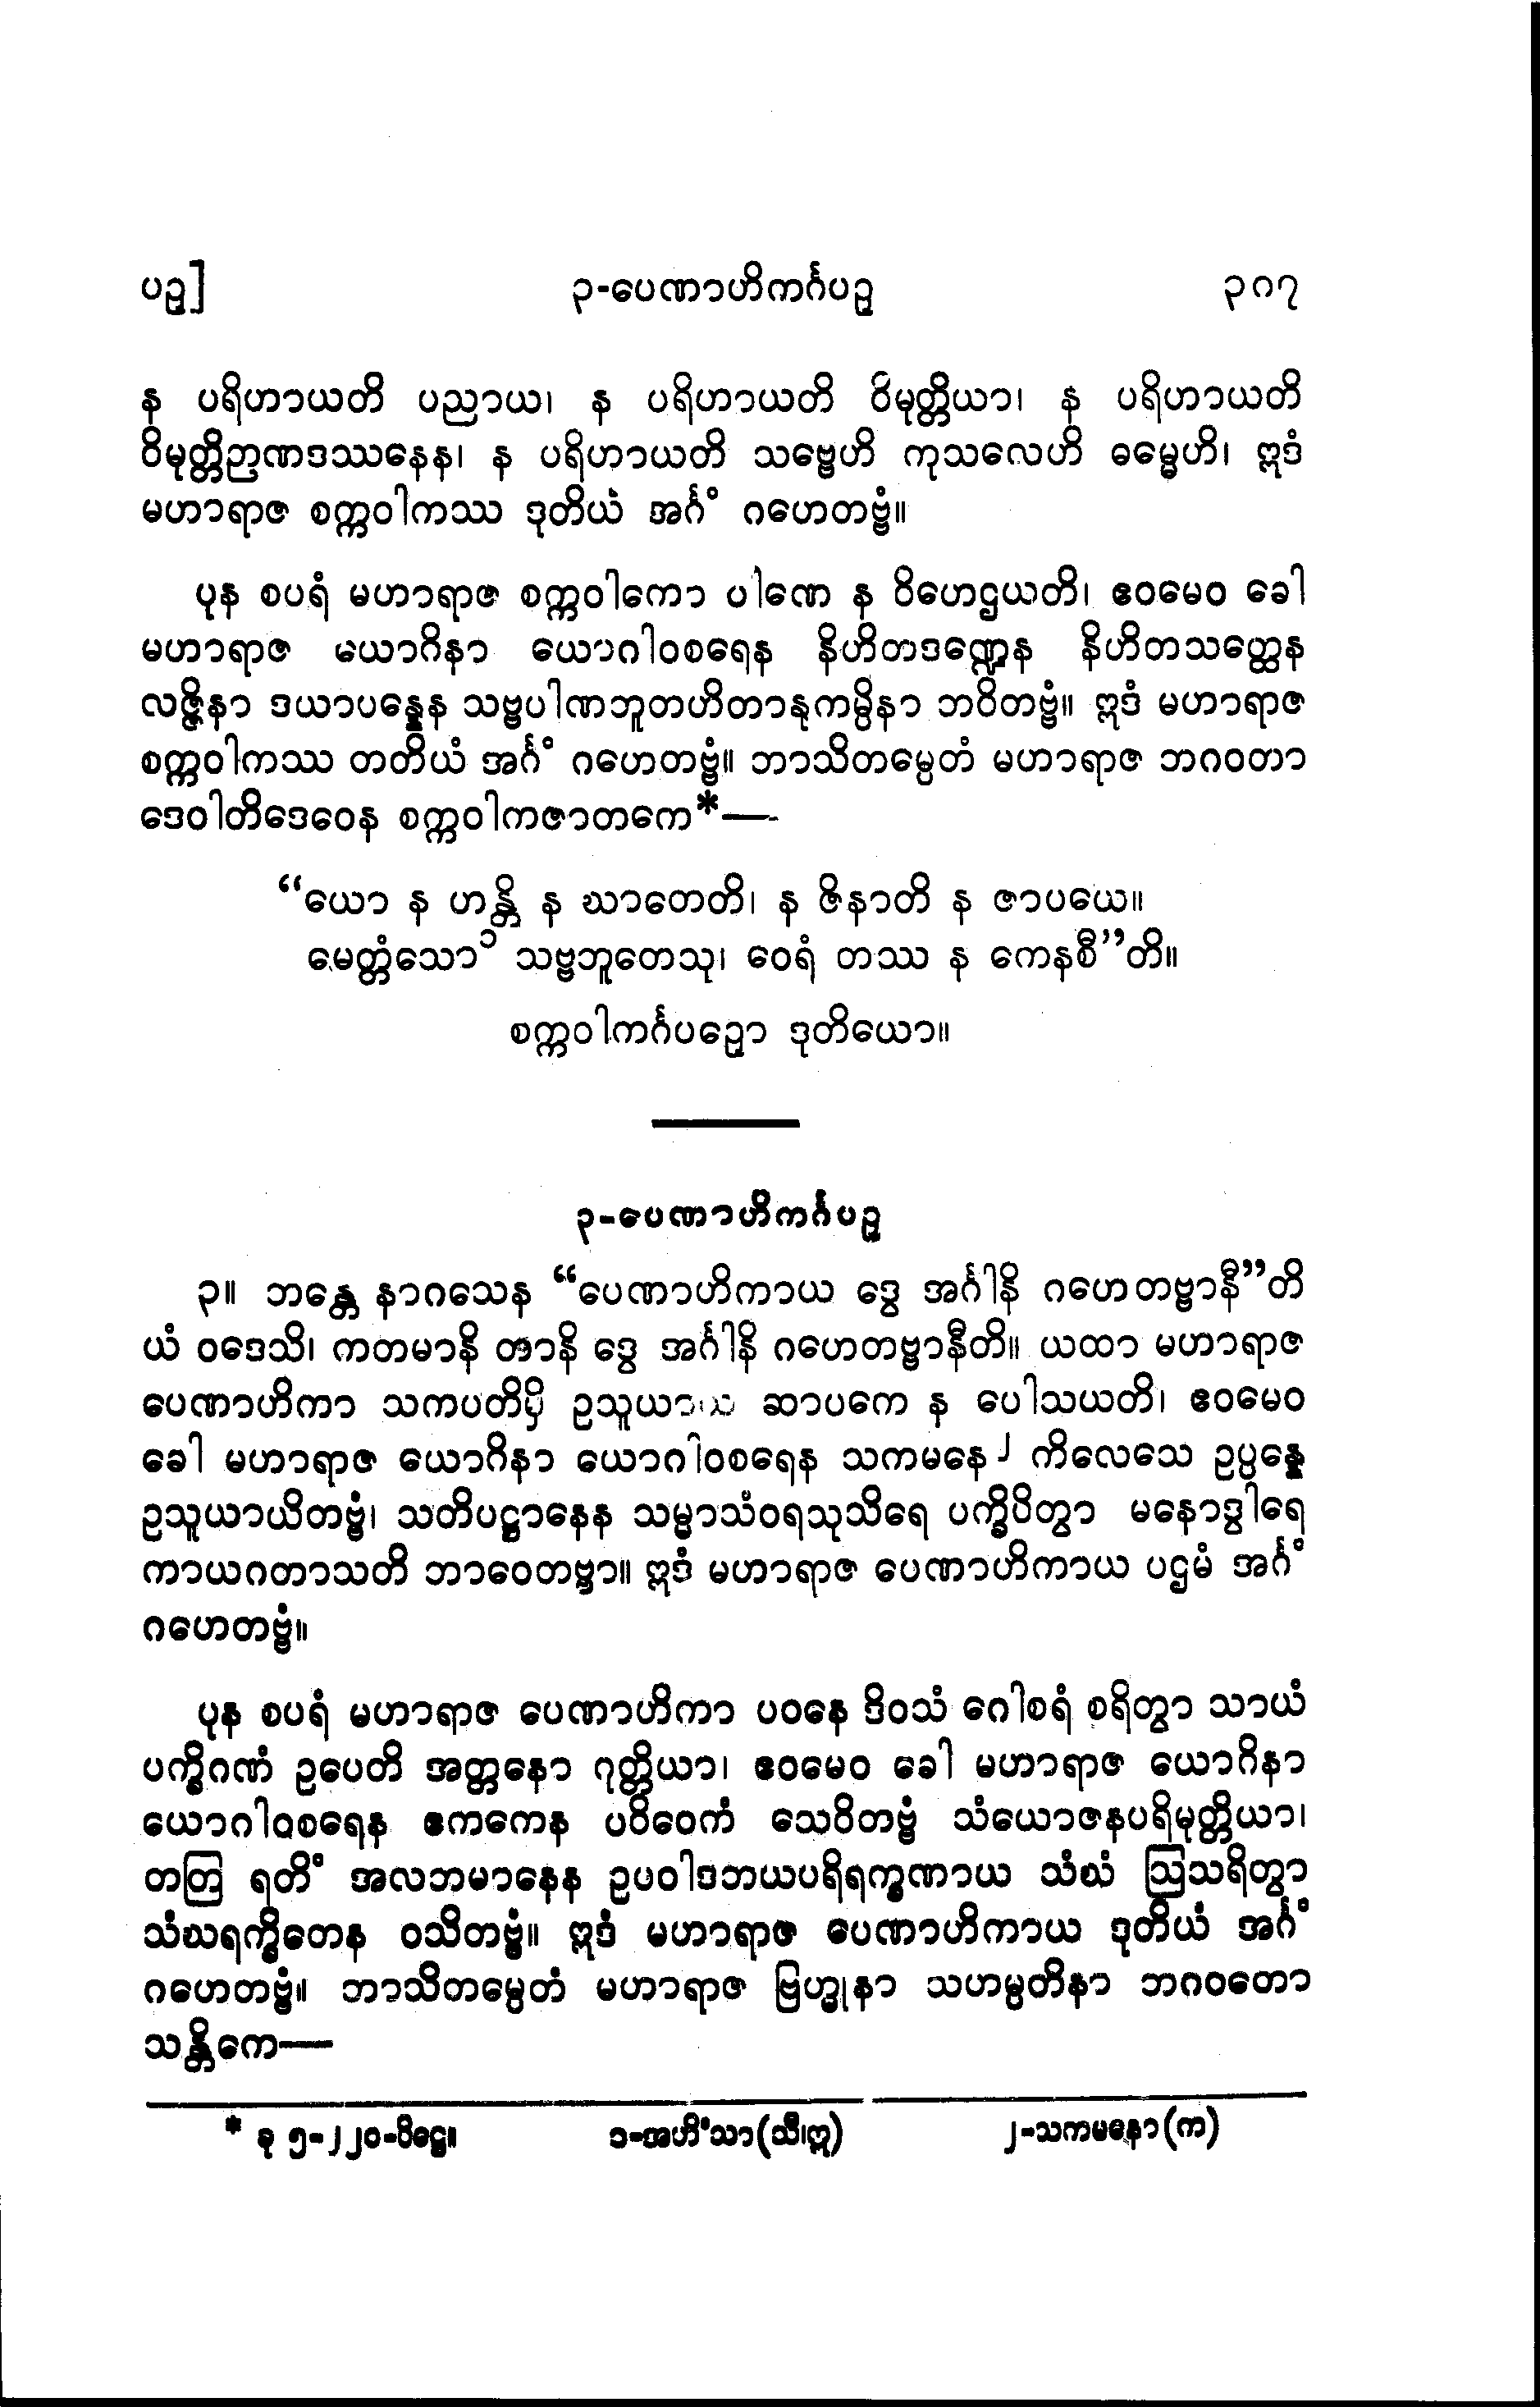 ပဉှ] ၃-ပေဏာဟိကင်္ဂပဉှ ၃၈၇
န ပရိဟာယတိ ပညာယ၊ န ပရိဟာယတိ ဝိမုတ္တိယာ၊ န ပရိဟာယတိ
ဝိမုတ္တိဉာဏဒဿနေန၊ န ပရိဟာယတိ သဗ္ဗေဟိ ကုသလေဟိ ဓမ္မေဟိ၊ ဣဒံ
မဟာရာဇ စက္ကဝါကဿ ဒုတိယံ အင်္ဂံ ဂဟေတဗ္ဗံ။
ပုန စပရံ မဟာရာဇ စက္ကဝါကော ပါဏေ န ဝိဟေဌယတိ၊ ဧဝမေဝ ခေါ
မဟာရာဇ ယောဂိနာ ယောဂါဝစရေန နိဟိတဒဏ္ဍေန နိဟိတသတ္ထေန
လဇ္ဇိနာ ဒယာပန္နေန သဗ္ဗပါဏဘူတဟိတာနုကမ္ပိနာ ဘဝိတဗ္ဗံ။ ဣဒံ မဟာရာဇ
စက္ကဝါကဿ တတိယံ အင်္ဂံ ဂဟေတဗ္ဗံ။ ဘာသိတမ္ပေတံ မဟာရာဇ ဘဂဝတာ
ဒေဝါတိဒေဝေန စက္ကဝါကဇာတကေ*—
“ယော န ဟန္တိ န ဃာတေတိ၊ န ဇိနာတိ န ဇာပယေ။
မေတ္တံသော၁ သဗ္ဗဘူတေသု၊ ဝေရံ တဿ န ကေနစီ”တိ။
စက္ကဝါကင်္ဂပဉှော ဒုတိယော။
၃-ပေဏာဟိကင်္ဂပဉှ
၃။ ဘန္တေ နာဂသေန “ပေဏာဟိကာယ ဒွေ အင်္ဂါနိ ဂဟေတဗ္ဗာနီ”တိ
ယံ ဝဒေသိ၊ ကတမာနိ တာနိ ဒွေ အင်္ဂါနိ ဂဟေတဗ္ဗာနီတိ။ ယထာ မဟာရာဇ
ပေဏာဟိကာ သကပတိမှိ ဥသူယာယ ဆာပကေ န ပေါသယတိ၊ ဧဝမေဝ
ခေါ မဟာရာဇ ယောဂိနာ ယောဂါဝစရေန သကမနေ၂ ကိလေသေ ဥပ္ပန္နေ
ဥသူယာယိတဗ္ဗံ၊ သတိပဋ္ဌာနေန သမ္မာသံဝရသုသိရေ ပက္ခိပိတွာ မနောဒွါရေ
ကာယဂတာသတိ ဘာဝေတဗ္ဗာ။ ဣဒံ မဟာရာဇ ပေဏာဟိကာယ ပဌမံ အင်္ဂံ
ဂဟေတဗ္ဗံ။
ပုန စပရံ မဟာရာဇ ပေဏာဟိကာ ပဝနေ ဒိဝသံ ဂေါစရံ စရိတွာ သာယံ
ပက္ခိဂဏံ ဥပေတိ အတ္တနော ဂုတ္တိယာ၊ ဧဝမေဝ ခေါ မဟာရာဇ ယောဂိနာ
ယောဂါဝစရေန ဧကကေန ပဝိဝေကံ သေဝိတဗ္ဗံ သံယောဇနပရိမုတ္တိယာ၊
တတြ ရတိံ အလဘမာနေန ဥပဝါဒဘယပရိရက္ခဏာယ သံဃံ ဩသရိတွာ
သံဃရက္ခိတေန ဝသိတဗ္ဗံ။ ဣဒံ မဟာရာဇ ပေဏာဟိကာယ ဒုတိယံ အင်္ဂံ
ဂဟေတဗ္ဗံ။ ဘာသိတမ္ပေတံ မဟာရာဇ ဗြဟ္မုနာ သဟမ္ပတိနာ ဘဂဝတော
သန္တိကေ—
* ခု ၅-၂၂၀-ပိဋ္ဌေ။ ၁-အဟိံသာ(သီ၊ဣ) ၂-သကမနော(က)